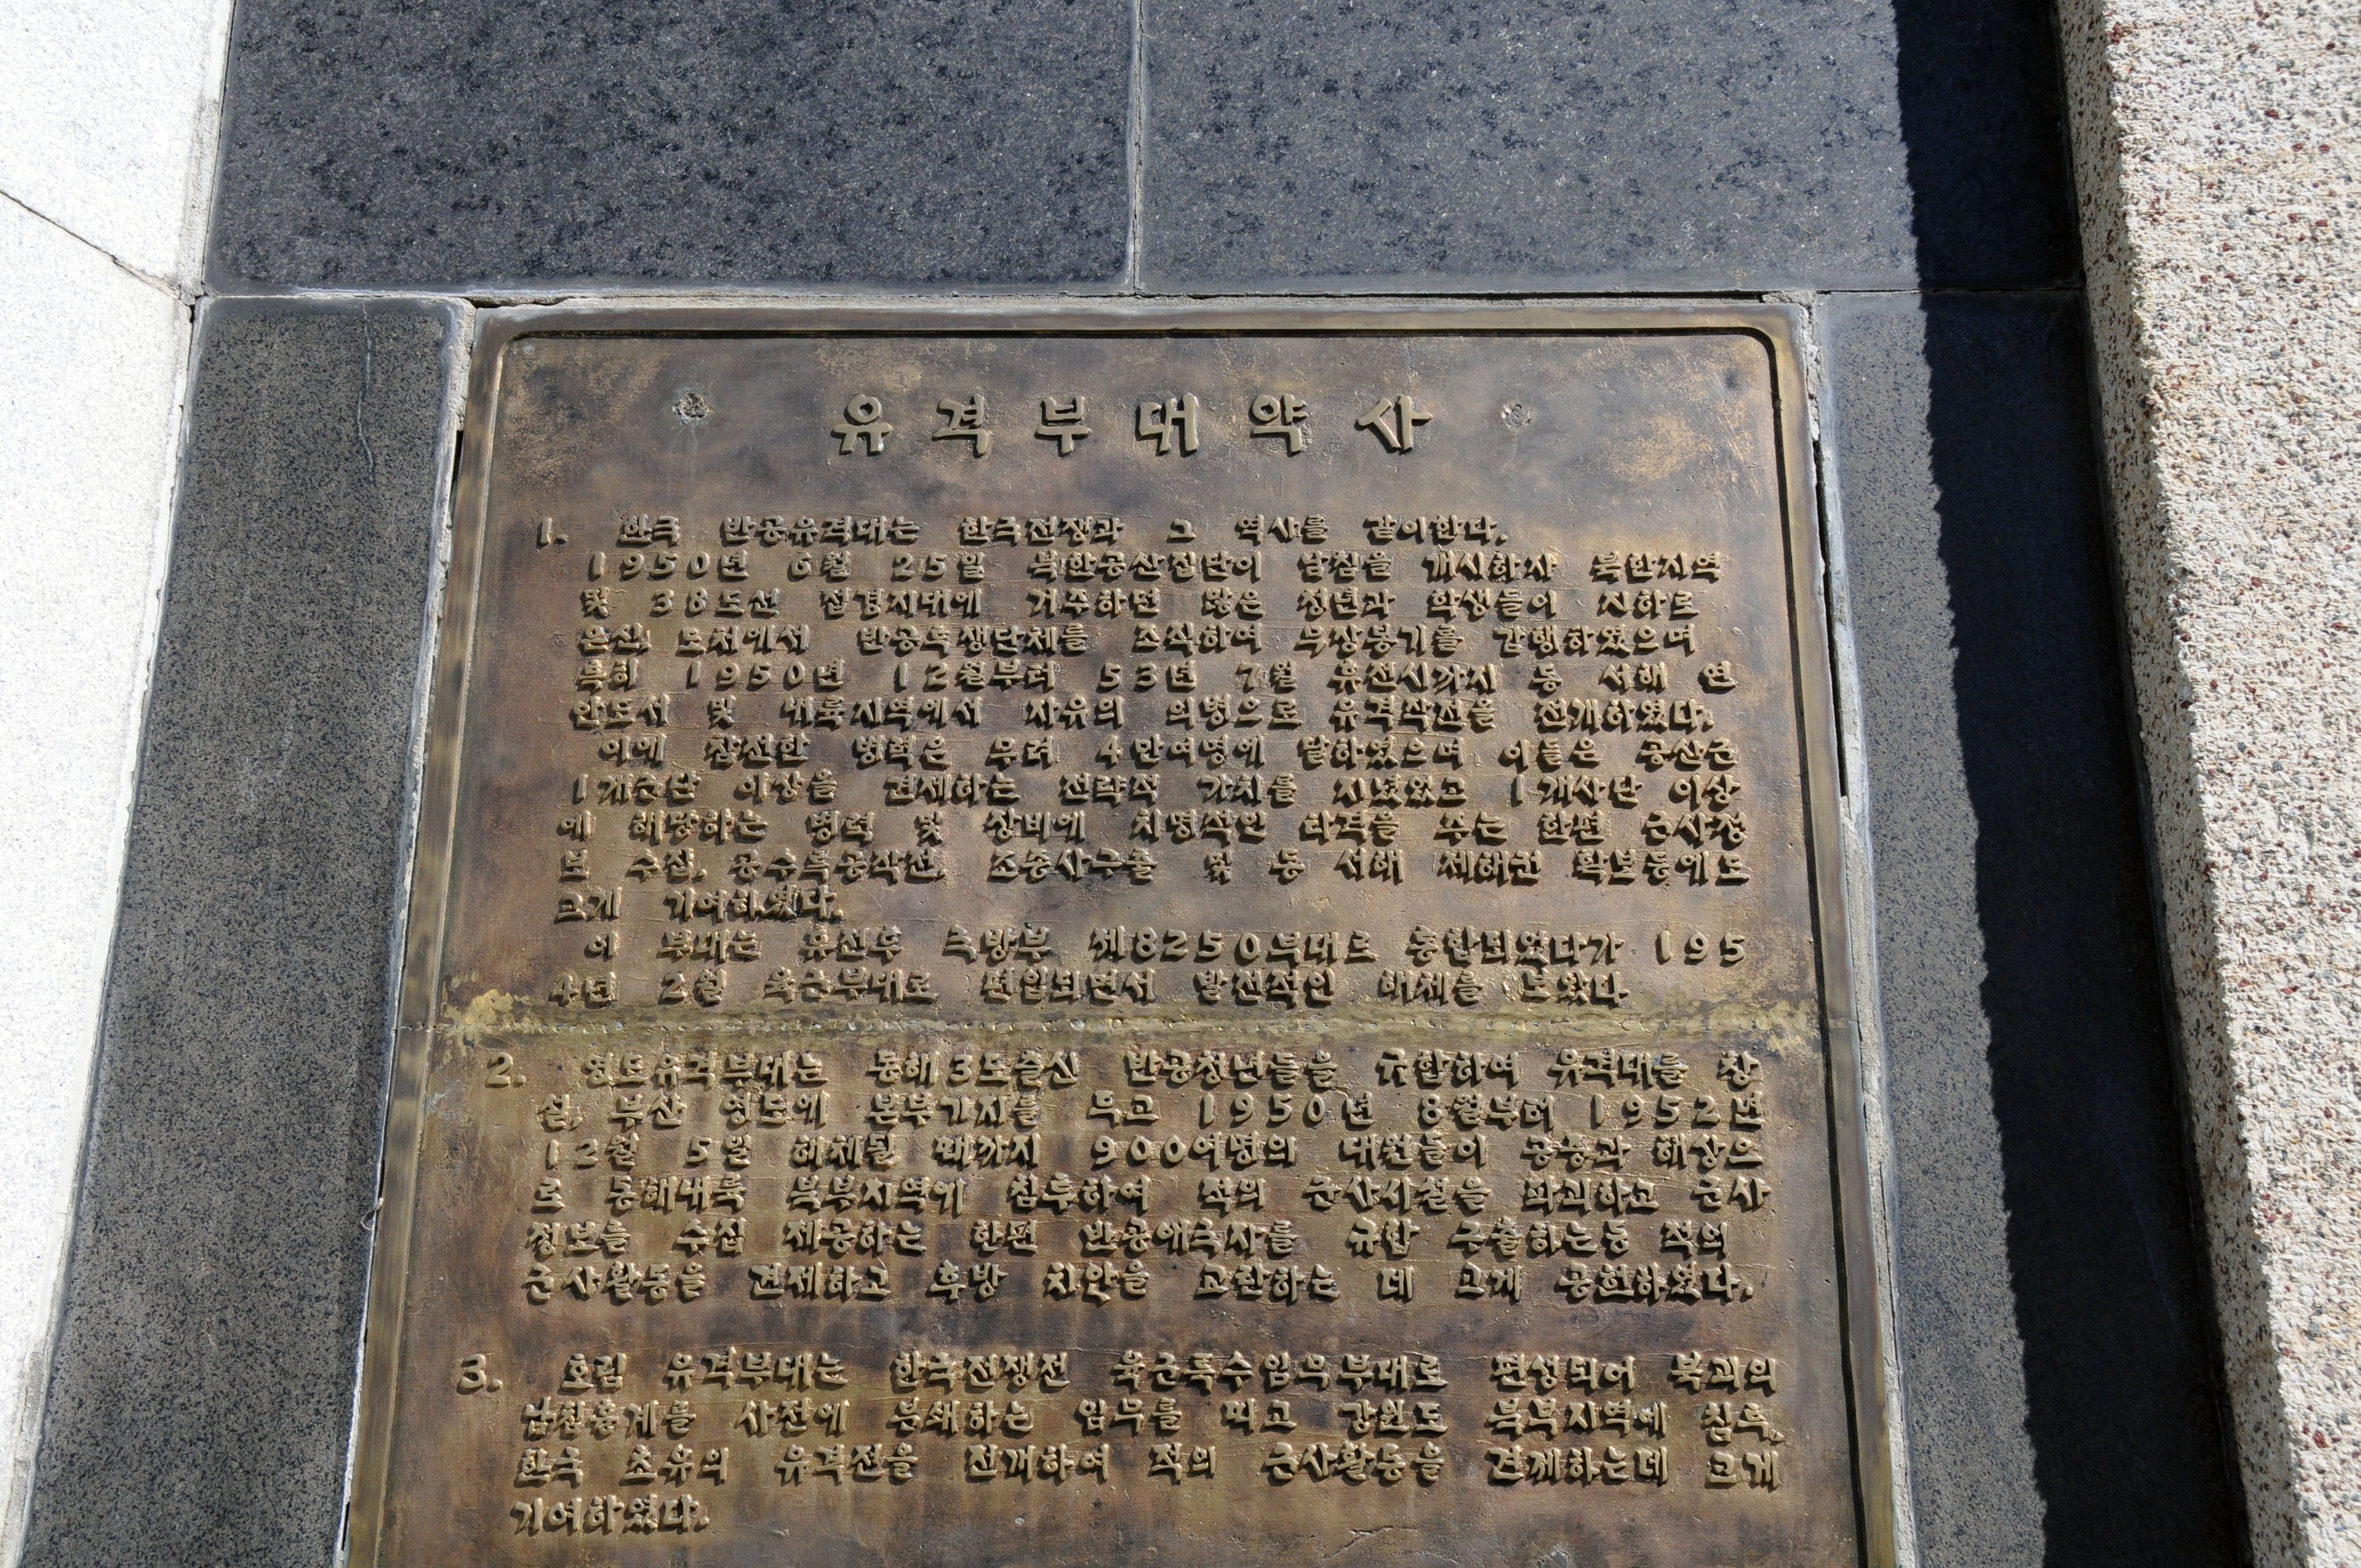 유격부대약사
1. 한국 반공유격대는 한국전쟁과 그 역사를 같이한다.
1950년 6월 25일 북한공산집단이 남침을 개시하자 북한지역
및 38도선 접경지대에 거주하던 많은 청년과 학생들이 지하로
은신, 도처에서 반공투쟁단체를 조직하여 무장봉기를 감행하였으며
특히 1950년 12월부터 53년 7월 휴전시까지 동 서해 연
안도서 및 내륙지역에서 자유의 의병으로 유격작전을 전개하였다.
이에 참전한 병력은 무려 4만여명에 달하였으며 이들은 공산군
1개군단 이상을 견제하는 전략적 가치를 지녔었고 1개사단 이상
에 해당하는 병력 및 장비에 치명적인 타격을 주는 한편 군사정
보 수집, 공수특공작전, 조종사구출 및 동 서해 제해권 확보등에도
크게 기여하였다.
이 부대는 휴전후 국방부 제8250부대로 통합되었다가 195
4년 2월 육군부대로 편입되면서 발전적인 해체를 보았다.
2. 영도유격부대는 동해3도출신 반공청년들을 규합하여 유격대를 창
설, 부산 영도에 본부기지를 두고 1950년 8월부터 1952년
12월 5일 해체될 때까지 900여명의 대원들이 공중과 해상으
로 동해내륙 북부지역에 침투하여 적의 군사시설을 파괴하고 군사
정보를 수집 제공하는 한편 반공애국자를 규합 구출하는등 적의
군사활동을 견제하고 후방 치안을 교란하는 데 크게 공헌하였다.
3. 호림 유격부대는 한국전쟁전 육군특수임무부대로 편성되어 북괴의
남침흉계를 사전에 분쇄하는 임무를 띠고 강원도 북부지역에 침투,
한국 초유의 유격전을 전개하여 적의 군사활동을 견제하는데 크게
기여하였다.